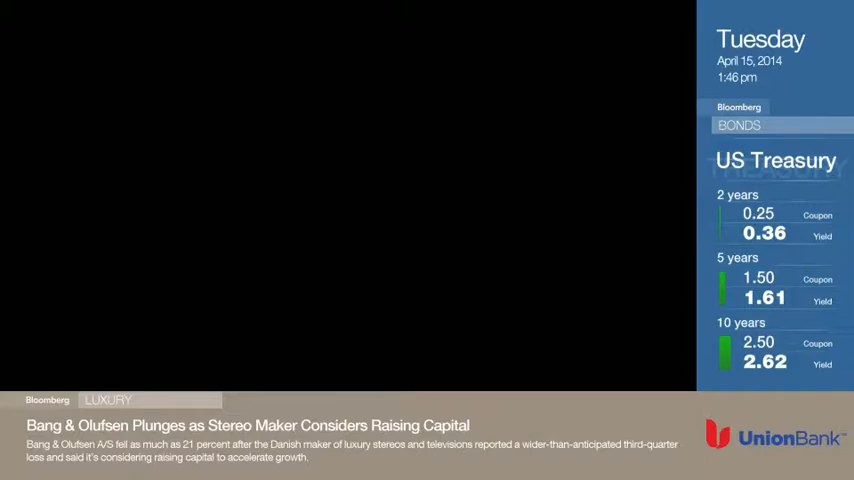 Tuesday
April 15, 2014
1:46 pm
Bloomberg
BONDS
US Treasury
TREASURY
2 years
0.25 Coupon
0.36 Yield
5 years
1.50 Coupon
1.61 Yield
10 years
2.50 Coupon
2.62 Yield
Bloomberg LUXURY
Bang & Olufsen Plunges as Stereo Maker Considers Raising Capital
Bang & Olufsen A/S fell as much as 21 percent after the Danish maker of luxury stereos and televisions reported a wider-than-anticipated third-quarter
loss and said it's considering raising capital to accelerate growth.
UnionBank™